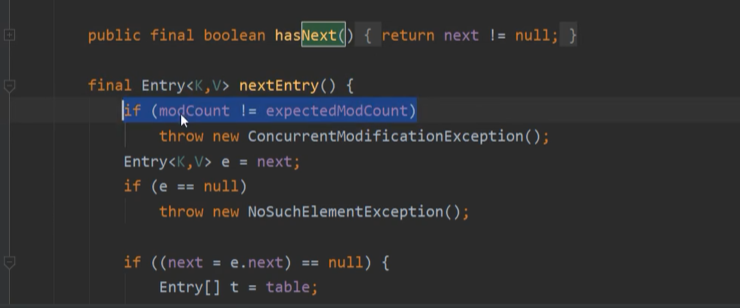 public final boolean hasNext() { return next != null; }
final Entry<K,V> nextEntry() {
if (modCount != expectedModCount)
throw new ConcurrentModificationException();
Entry<K,V> e = next;
if (e == null)
throw new NoSuchElementException();
if ((next = e.next) == null) {
Entry[] t = table;